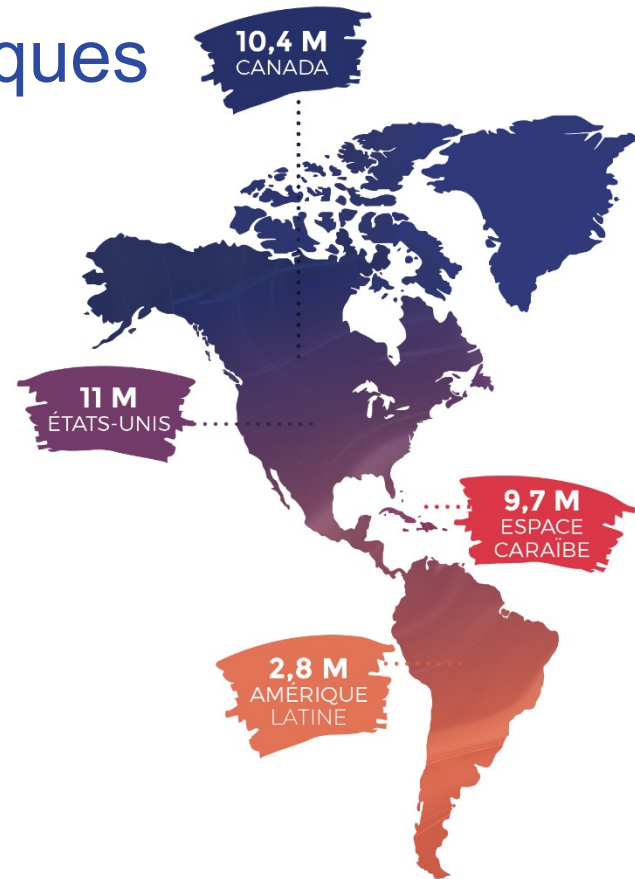 ques
10,4 M
CANADA
11 M
ÉTATS-UNIS
9,7 M
ESPACE
CARAÏBE
2,8 M
AMÉRIQUE
LATINE